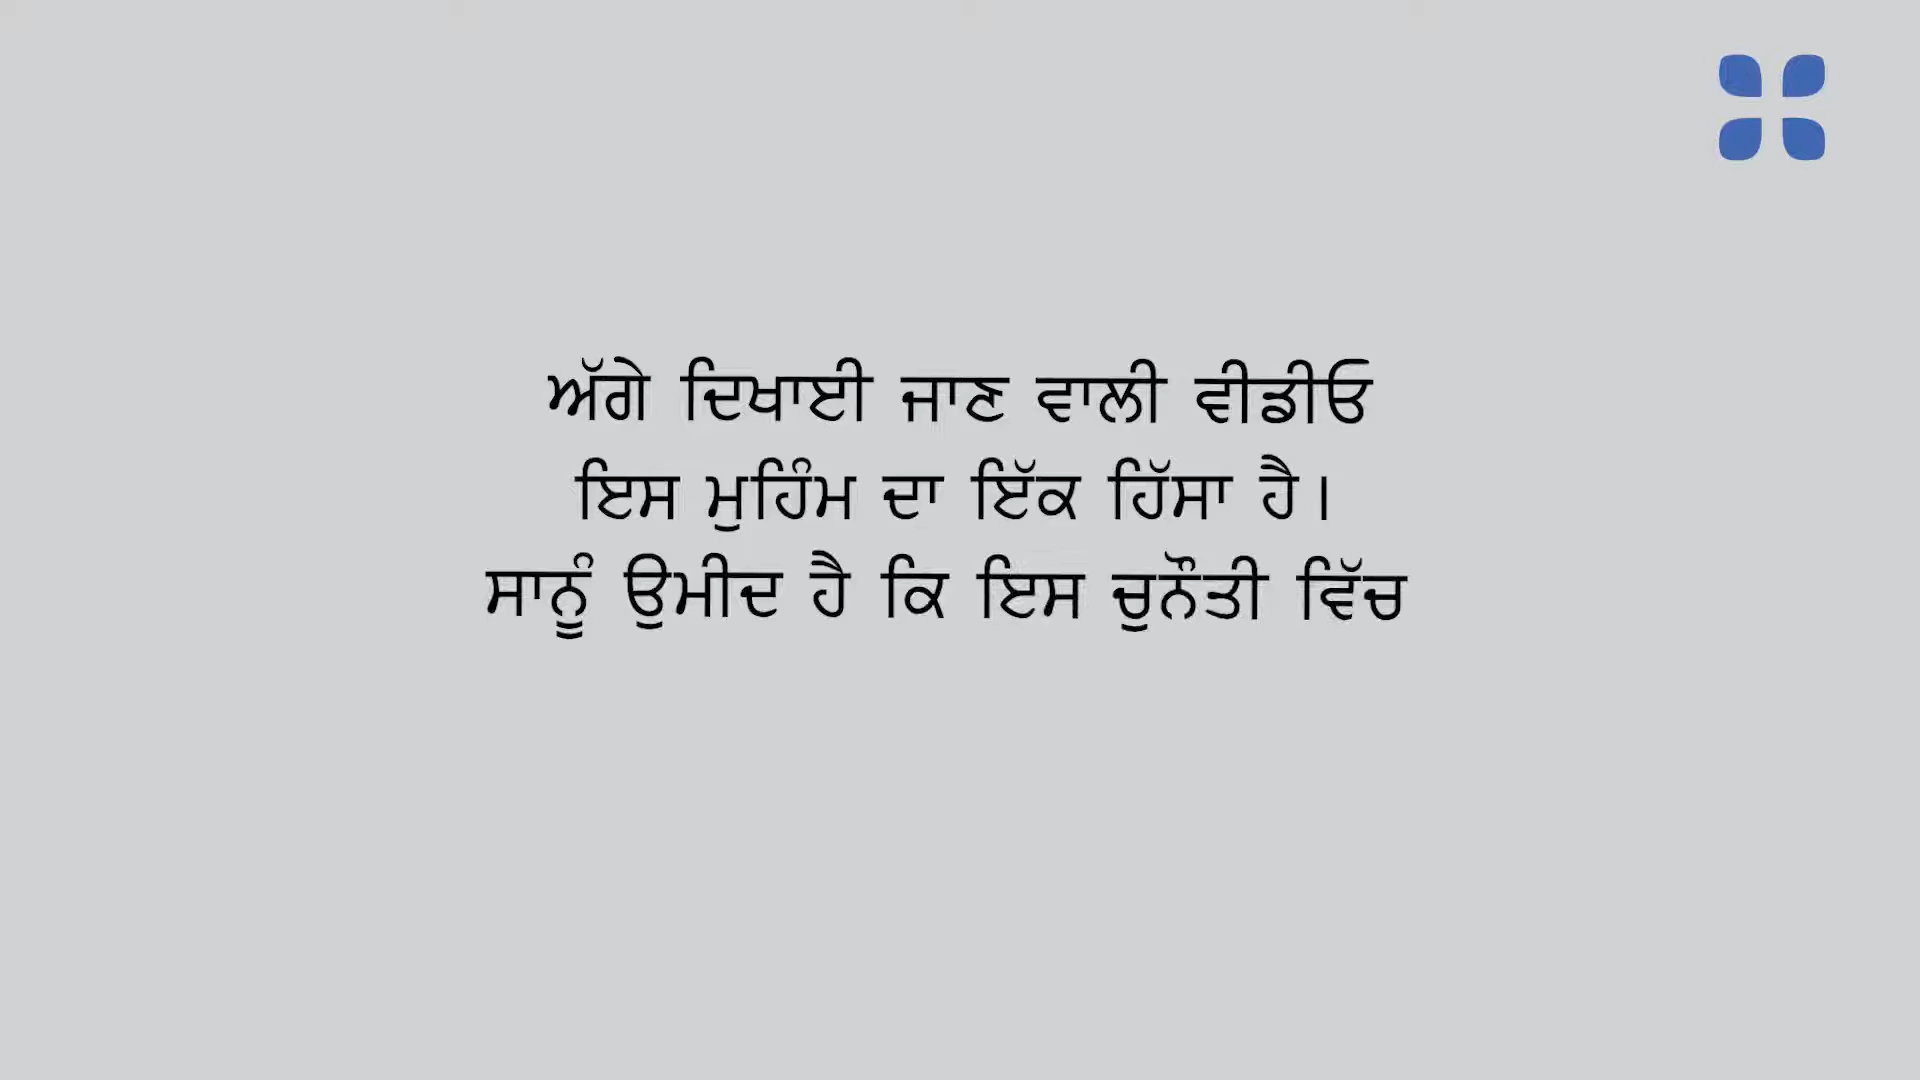 ਅੱਗੇ ਦਿਖਾਈ ਜਾਣ ਵਾਲੀ ਵੀਡੀਓ
ਇਸ ਮੁਹਿੰਮ ਦਾ ਇੱਕ ਹਿੱਸਾ ਹੈ।
ਸਾਨੂੰ ਉਮੀਦ ਹੈ ਕਿ ਇਸ ਚੁਨੌਤੀ ਵਿੱਚ